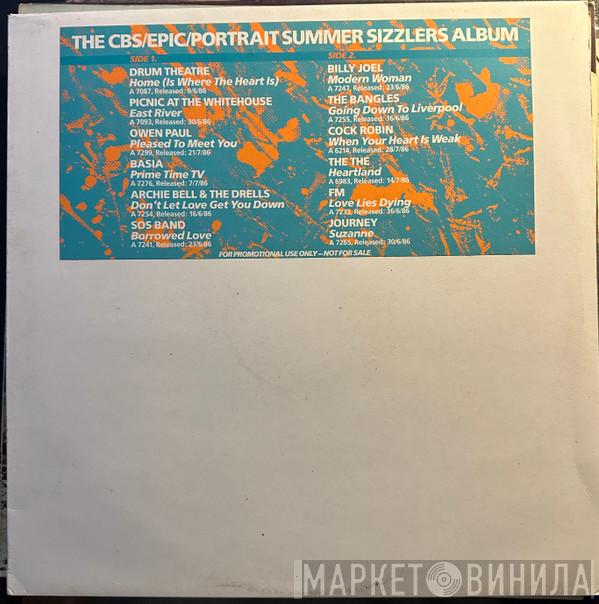 THE CBS/EPIC/PORTRAIT SUMMER SIZZLERS ALBUM
SIDE 1.
DRUM THEATRE
Home (Is Where The Heart Is)
A 7087, Released: 9/6/86
PICNIC AT THE WHITEHOUSE
East River
A 7093, Released: 30/6/86
OWEN PAUL
Pleased To Meet You
A 7299, Released: 21/7/86
BASIA
Prime Time TV
A 7276, Released: 7/7/86
ARCHIE BELL & THE DRELLS
Don't Let Love Get You Down
A 7254, Released: 16/6/86
SOS BAND
Borrowed Love
A 7241, Released: 23/6/86
SIDE 2.
BILLY JOEL
Modern Woman
A 7247, Released: 23/6/86
THE BANGLES
Going Down To Liverpool
A 7255, Released: 16/6/86
COCK ROBIN
When Your Heart Is Weak
A 6214, Released: 28/7/86
THE THE
Heartland
A 6983, Released: 14/7/86
FM
Love Lies Dying
A 7233, Released: 16/6/86
JOURNEY
Suzanne
A 7265, Released: 30/6/86
FOR PROMOTIONAL USE ONLY – NOT FOR SALE
МАРКЕТ ВИНИЛА